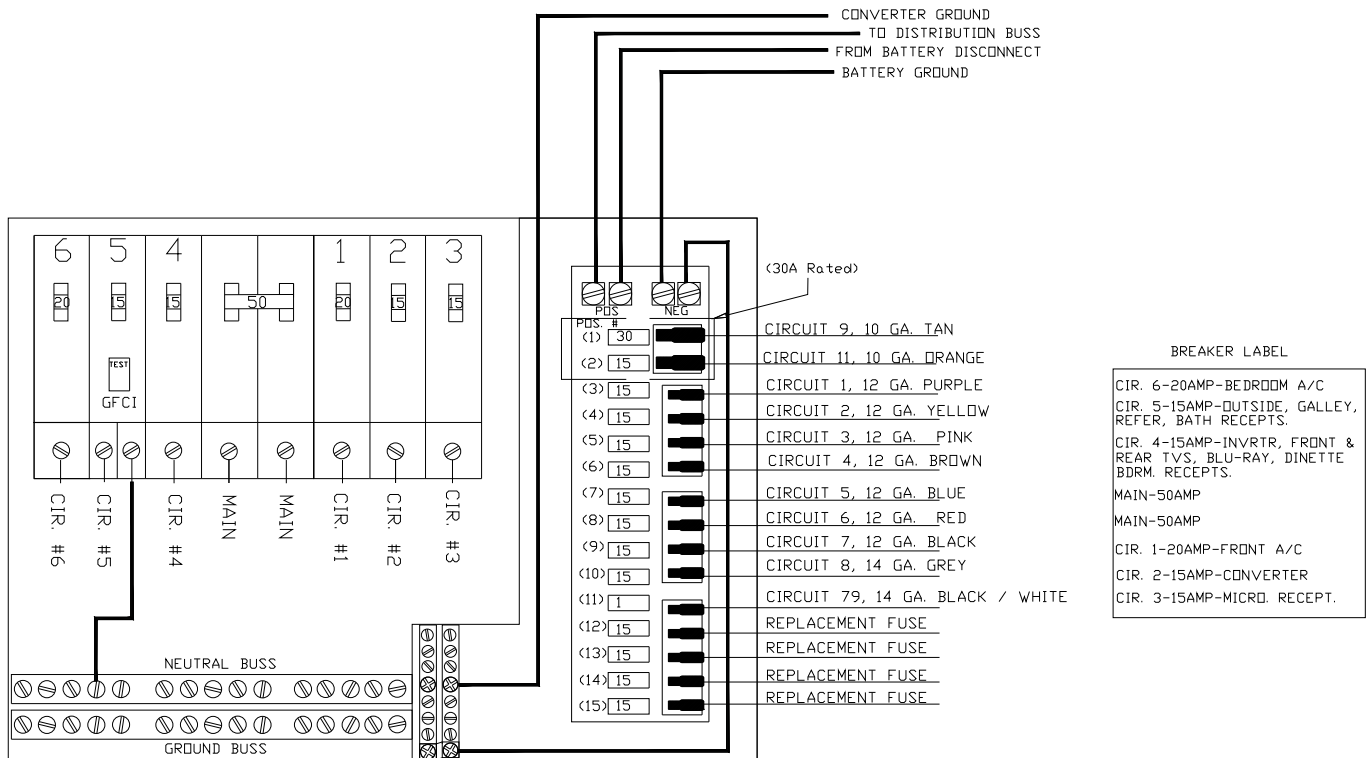 CONVERTER GROUND
TO DISTRIBUTION BUSS
FROM BATTERY DISCONNECT
BATTERY GROUND
6 5 4 1 2 3
20 15 15 50 20 15 15
TEST
GFCI
CIR. #6
CIR. #5
CIR. #4
MAIN
MAIN
CIR. #1
CIR. #2
CIR. #3
NEUTRAL BUSS
GROUND BUSS
(30A Rated)
POS NEG
POS. #
(1) 30 CIRCUIT 9, 10 GA. TAN
(2) 15 CIRCUIT 11, 10 GA. ORANGE
(3) 15 CIRCUIT 1, 12 GA. PURPLE
(4) 15 CIRCUIT 2, 12 GA. YELLOW
(5) 15 CIRCUIT 3, 12 GA. PINK
(6) 15 CIRCUIT 4, 12 GA. BROWN
(7) 15 CIRCUIT 5, 12 GA. BLUE
(8) 15 CIRCUIT 6, 12 GA. RED
(9) 15 CIRCUIT 7, 12 GA. BLACK
(10) 15 CIRCUIT 8, 14 GA. GREY
(11) 1 CIRCUIT 79, 14 GA. BLACK / WHITE
(12) 15 REPLACEMENT FUSE
(13) 15 REPLACEMENT FUSE
(14) 15 REPLACEMENT FUSE
(15) 15 REPLACEMENT FUSE
BREAKER LABEL
CIR. 6-20AMP-BEDROOM A/C
CIR. 5-15AMP-OUTSIDE, GALLEY,
REFER, BATH RECEPTS.
CIR. 4-15AMP-INVRTR, FRONT &
REAR TVS, BLU-RAY, DINETTE
BDRM. RECEPTS.
MAIN-50AMP
MAIN-50AMP
CIR. 1-20AMP-FRONT A/C
CIR. 2-15AMP-CONVERTER
CIR. 3-15AMP-MICRO. RECEPT.